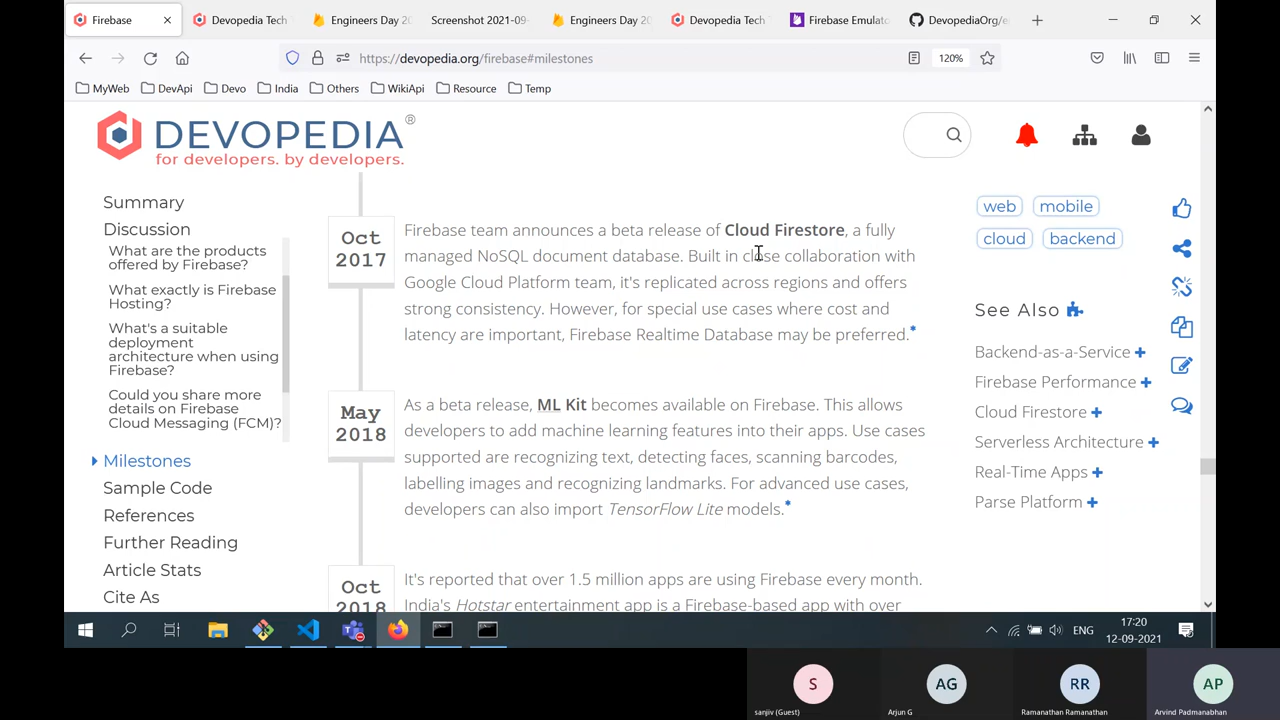 Firebase
Devopedia Tech
Engineers Day 20
Screenshot 2021-09-
Engineers Day 20
Devopedia Tech
Firebase Emulato
DevopediaOrg/e
https://devopedia.org/firebase#milestones
120%
MyWeb
DevApi
Devo
India
Others
WikiApi
Resource
Temp
DEVOPEDIA®
for developers. by developers.
Summary
Discussion
What are the products
offered by Firebase?
What exactly is Firebase
Hosting?
What's a suitable
deployment
architecture when using
Firebase?
Could you share more
details on Firebase
Cloud Messaging (FCM)?
Milestones
Sample Code
References
Further Reading
Article Stats
Cite As
Oct
2017
Firebase team announces a beta release of Cloud Firestore, a fully
managed NoSQL document database. Built in close collaboration with
Google Cloud Platform team, it's replicated across regions and offers
strong consistency. However, for special use cases where cost and
latency are important, Firebase Realtime Database may be preferred.*
May
2018
As a beta release, ML Kit becomes available on Firebase. This allows
developers to add machine learning features into their apps. Use cases
supported are recognizing text, detecting faces, scanning barcodes,
labelling images and recognizing landmarks. For advanced use cases,
developers can also import TensorFlow Lite models.*
Oct
2018
It's reported that over 1.5 million apps are using Firebase every month.
India's Hotstar entertainment app is a Firebase-based app with over
web
mobile
cloud
backend
See Also
Backend-as-a-Service +
Firebase Performance +
Cloud Firestore +
Serverless Architecture +
Real-Time Apps +
Parse Platform +
ENG
17:20
12-09-2021
S
sanjiv (Guest)
AG
Arjun G
RR
Ramanathan Ramanathan
AP
Arvind Padmanabhan